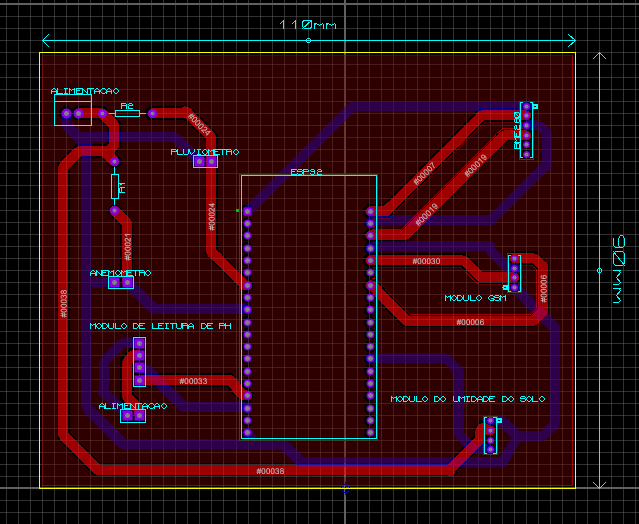 110mm
ALIMENTACAO
R2
#00024
BME280
PLUVIOMETRO
ESP32
#00007
#00019
R1
#00024
#00019
#00021
90mm
#00030
ANEMOMETRO
#00006
#00038
MODULO GSM
#00006
MODULO DE LEITURA DE PH
#00033
MODULO DO UMIDADE DO SOLO
ALIMENTACAO
#00038